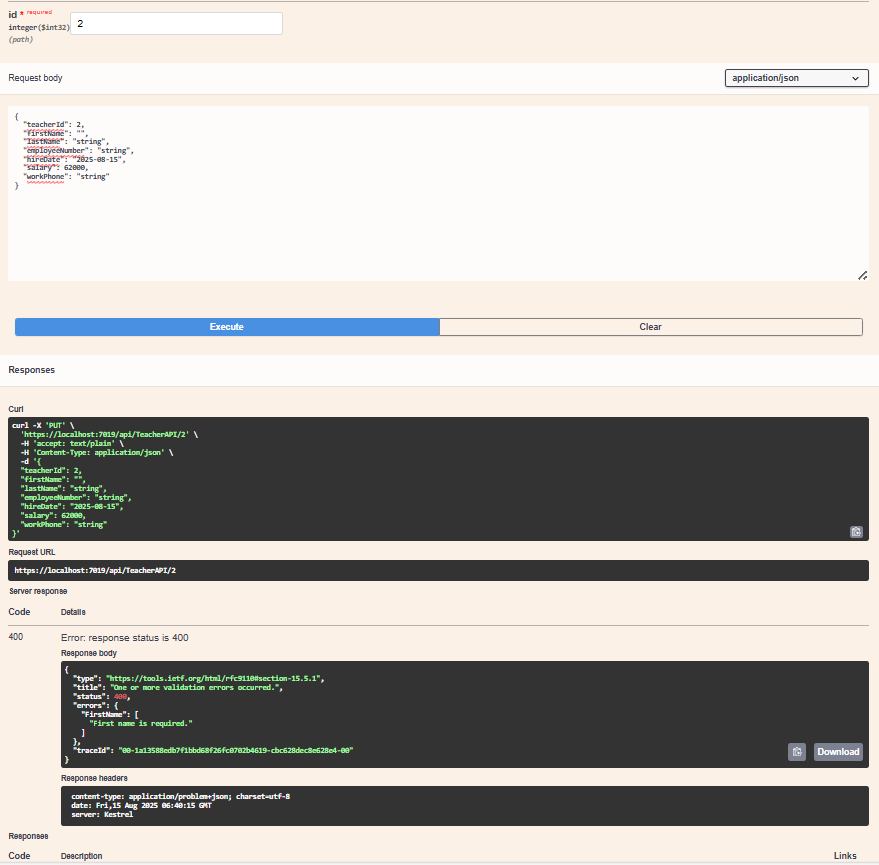 id * required
integer($int32)
(path)
2
Request body
application/json
{
  "teacherId": 2,
  "firstName": "",
  "lastName": "string",
  "employeeNumber": "string",
  "hireDate": "2025-08-15",
  "salary": 62000,
  "workPhone": "string"
}
Execute
Clear
Responses
Curl
curl -X 'PUT' \
  'https://localhost:7019/api/TeacherAPI/2' \
  -H 'accept: text/plain' \
  -H 'Content-Type: application/json' \
  -d '{
  "teacherId": 2,
  "firstName": "",
  "lastName": "string",
  "employeeNumber": "string",
  "hireDate": "2025-08-15",
  "salary": 62000,
  "workPhone": "string"
}'
Request URL
https://localhost:7019/api/TeacherAPI/2
Server response
Code Details
400 Error: response status is 400
Response body
{
  "type": "https://tools.ietf.org/html/rfc9110#section-15.5.1",
  "title": "One or more validation errors occurred.",
  "status": 400,
  "errors": {
    "FirstName": [
      "First name is required."
    ]
  },
  "traceId": "00-1a13588edb7f1bbd68f26fc0702b4619-cbc628dec8e628e4-00"
}
Download
Response headers
content-type: application/problem+json; charset=utf-8
date: Fri,15 Aug 2025 06:40:15 GMT
server: Kestrel
Responses
Code Description Links